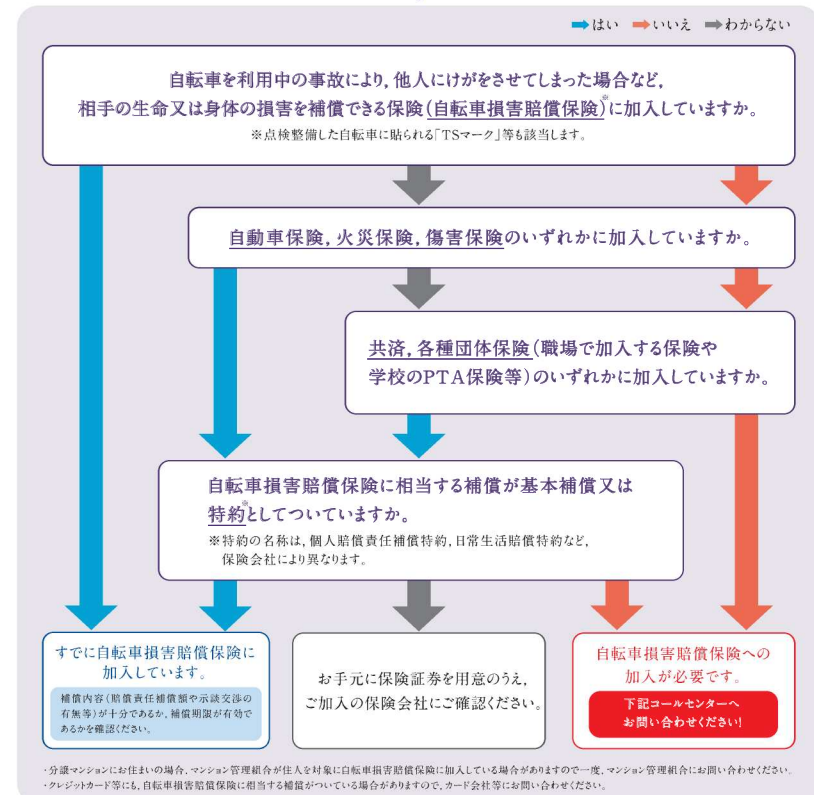 はい いいえ わからない
自転車を利用中の事故により，他人にけがをさせてしまった場合など，
相手の生命又は身体の損害を補償できる保険（自転車損害賠償保険）※に加入していますか。
※点検整備した自転車に貼られる「TSマーク」等も該当します。
自動車保険，火災保険，傷害保険のいずれかに加入していますか。
共済，各種団体保険（職場で加入する保険や
学校のPTA保険等）のいずれかに加入していますか。
自転車損害賠償保険に相当する補償が基本補償又は
特約※としてついていますか。
※特約の名称は，個人賠償責任補償特約，日常生活賠償特約など，
保険会社により異なります。
すでに自転車損害賠償保険に
加入しています。
補償内容（賠償責任補償額や示談交渉の
有無等）が十分であるか，補償期限が有効で
あるかを確認ください。
お手元に保険証券を用意のうえ，
ご加入の保険会社にご確認ください。
自転車損害賠償保険への
加入が必要です。
下記コールセンターへ
お問い合わせください！
・分譲マンションにお住まいの場合，マンション管理組合が住人を対象に自転車損害賠償保険に加入している場合がありますので一度，マンション管理組合にお問い合わせください。
・クレジットカード等にも，自転車損害賠償保険に相当する補償がついている場合がありますので，カード会社等にお問い合わせください。